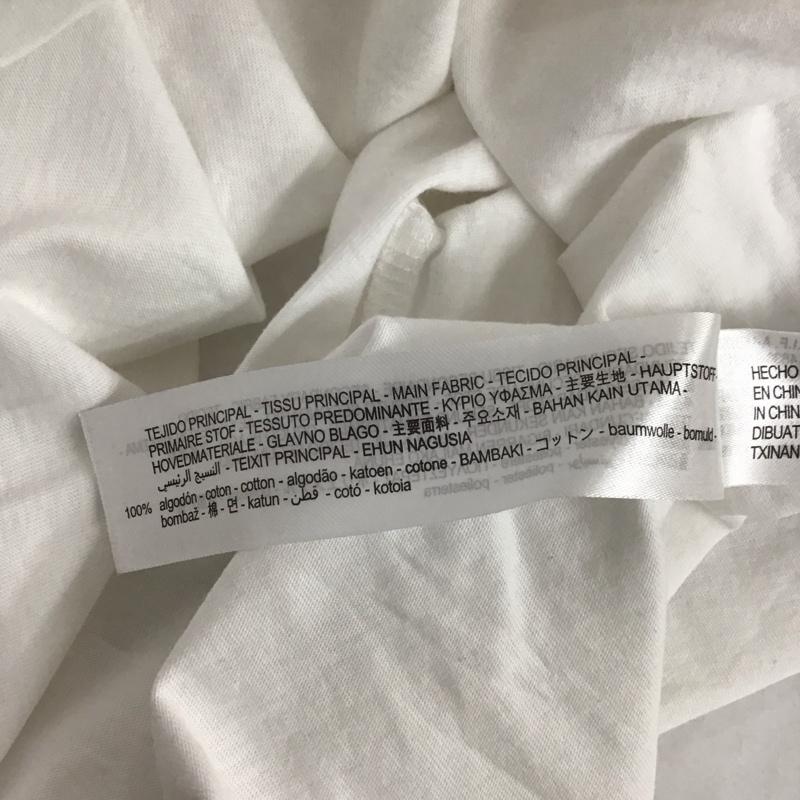 TEJIDO PRINCIPAL - TISSU PRINCIPAL - MAIN FABRIC - TECIDO PRINCIPAL -
PRIMAIRE STOF - TESSUTO PREDOMINANTE - ΚΥΡΙΟ ΥΦΑΣΜΑ - 主要生地 - HAUPTSTOFF
HOVEDMATERIALE - GLAVNO BLAGO - 主要面料 - 주요소재 - BAHAN KAIN UTAMA -
النسيج الرئيسي - TEIXIT PRINCIPAL - EHUN NAGUSIA
100% algodón - coton - cotton - algodão - katoen - cotone - BAMBAKI - コットン - baumwolle - bomuld -
bombaž - 棉 - 면 - katun - قطن - cotó - kotoia
HECHO
EN CHIN
IN CHIN
DIBUAT
TXINAN